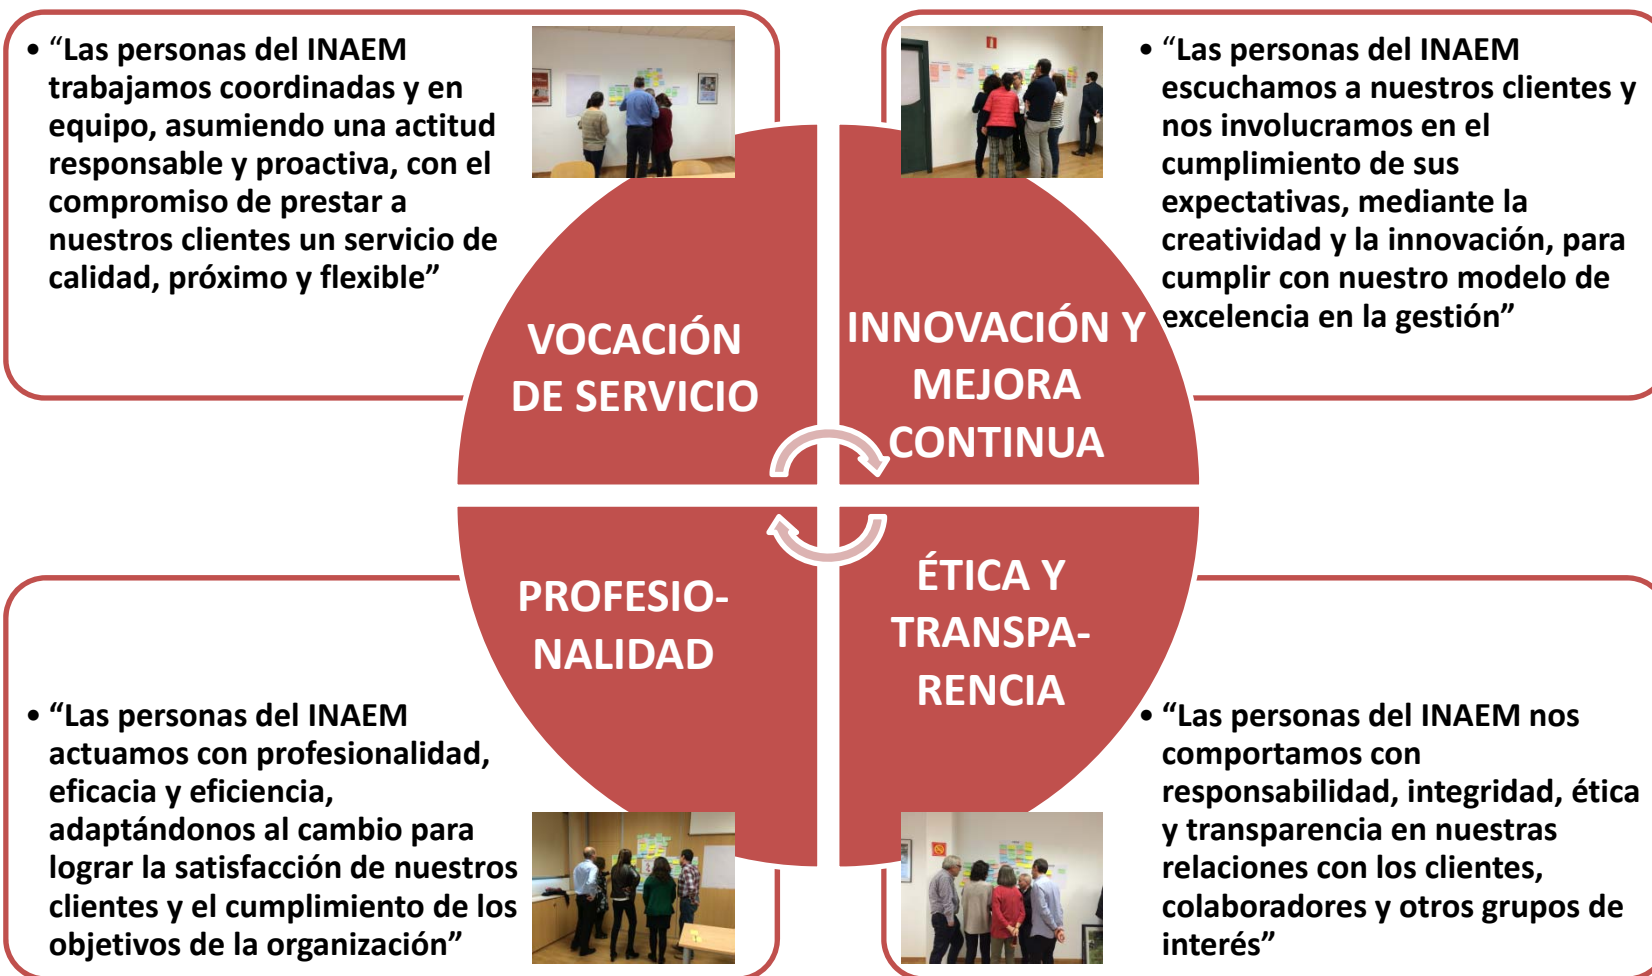 • “Las personas del INAEM
trabajamos coordinadas y en
equipo, asumiendo una actitud
responsable y proactiva, con el
compromiso de prestar a
nuestros clientes un servicio de
calidad, próximo y flexible”
• “Las personas del INAEM
escuchamos a nuestros clientes y
nos involucramos en el
cumplimiento de sus
expectativas, mediante la
creatividad y la innovación, para
cumplir con nuestro modelo de
excelencia en la gestión”
VOCACIÓN
DE SERVICIO
INNOVACIÓN Y
MEJORA
CONTINUA
PROFESIO-
NALIDAD
ÉTICA Y
TRANSPA-
RENCIA
• “Las personas del INAEM
actuamos con profesionalidad,
eficacia y eficiencia,
adaptándonos al cambio para
lograr la satisfacción de nuestros
clientes y el cumplimiento de los
objetivos de la organización”
• “Las personas del INAEM nos
comportamos con
responsabilidad, integridad, ética
y transparencia en nuestras
relaciones con los clientes,
colaboradores y otros grupos de
interés”